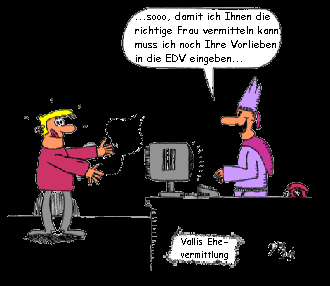 ...sooo, damit ich Ihnen die
richtige Frau vermitteln kann
muss ich noch Ihre Vorlieben
in die EDV eingeben...
Vallis Ehe-
vermittlung